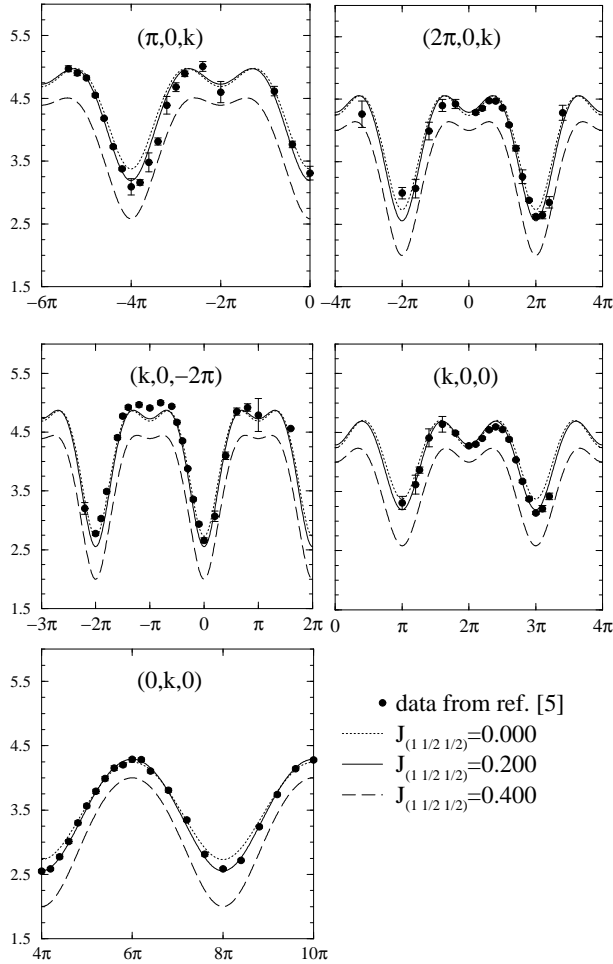 (π,0,k)
5.5
4.5
3.5
2.5
1.5
−6π −4π −2π 0
(2π,0,k)
−4π −2π 0 2π 4π
(k,0,−2π)
5.5
4.5
3.5
2.5
1.5
−3π −2π −π 0 π 2π
(k,0,0)
0 π 2π 3π 4π
(0,k,0)
5.5
4.5
3.5
2.5
1.5
4π 6π 8π 10π
data from ref. [5]
J(1 1/2 1/2)=0.000
J(1 1/2 1/2)=0.200
J(1 1/2 1/2)=0.400